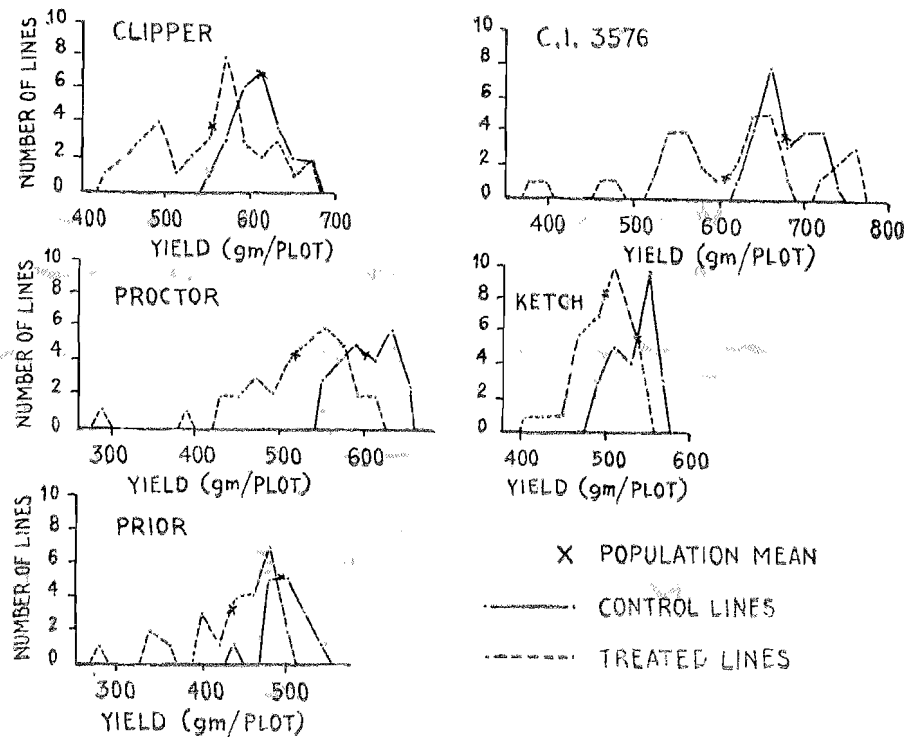 CLIPPER
NUMBER OF LINES
10
8
6
4
2
0
400 500 600 700
YIELD (gm/PLOT)
C.I. 3576
10
8
6
4
2
0
400 500 600 700 800
YIELD (gm/PLOT)
PROCTOR
NUMBER OF LINES
10
8
6
4
2
0
300 400 500 600
YIELD (gm/PLOT)
KETCH
10
8
6
4
2
0
400 500 600
YIELD (gm/PLOT)
PRIOR
NUMBER OF LINES
10
8
6
4
2
0
300 400 500
YIELD (gm/PLOT)
X POPULATION MEAN
CONTROL LINES
TREATED LINES